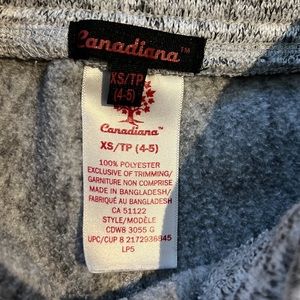 Canadiana™
XS/TP
(4-5)
Canadiana™
XS/TP (4-5)
100% POLYESTER
EXCLUSIVE OF TRIMMING/
GARNITURE NON COMPRISE
MADE IN BANGLADESH/
FABRIQUÉ AU BANGLADESH
CA 51122
STYLE/MODÈLE
CDW8 3055 G
UPC/CUP 8 2172936845
LP5